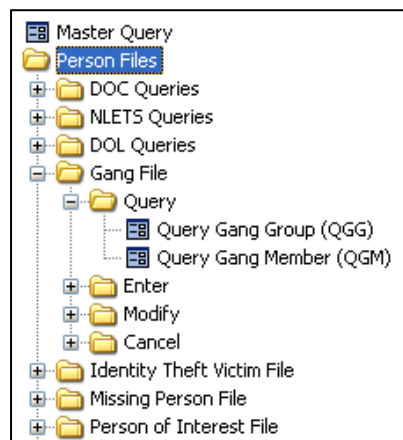 Master Query
Person Files
DOC Queries
NLETS Queries
DOL Queries
Gang File
Query
Query Gang Group (QGG)
Query Gang Member (QGM)
Enter
Modify
Cancel
Identity Theft Victim File
Missing Person File
Person of Interest File